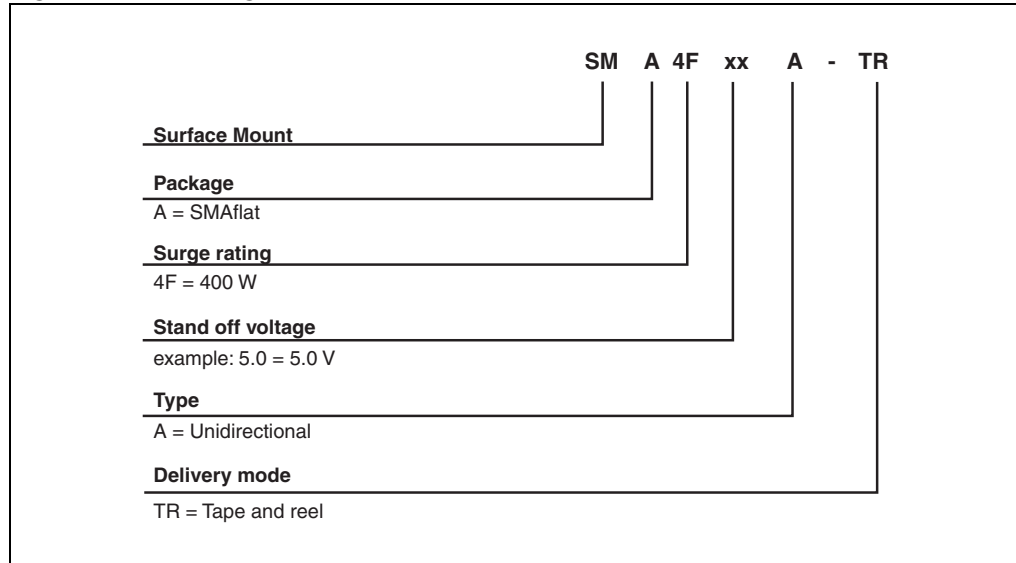 SM A 4F xx A - TR
Surface Mount
Package
A = SMAflat
Surge rating
4F = 400 W
Stand off voltage
example: 5.0 = 5.0 V
Type
A = Unidirectional
Delivery mode
TR = Tape and reel